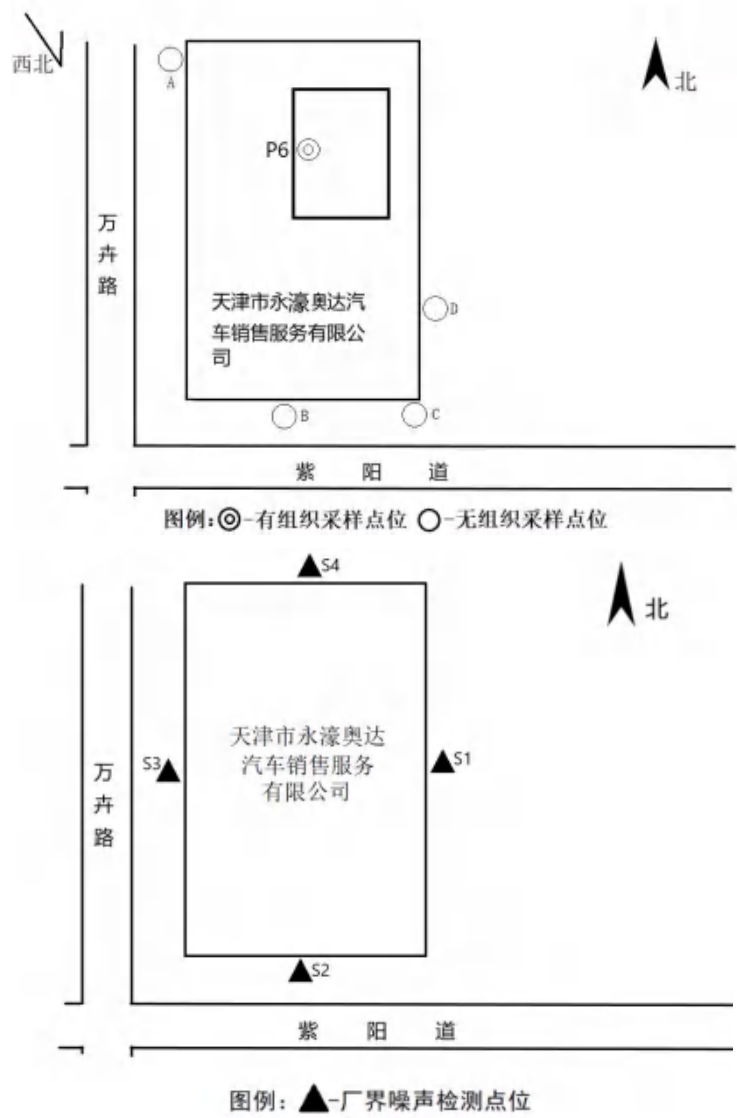 西北
北
A
P6
万卉路
天津市永濠奥达汽
车销售服务有限公
司
D
B
C
紫 阳 道
图例：◎-有组织采样点位 ○-无组织采样点位
S4
北
天津市永濠奥达
汽车销售服务
有限公司
S3
S1
万卉路
S2
紫 阳 道
图例：▲-厂界噪声检测点位